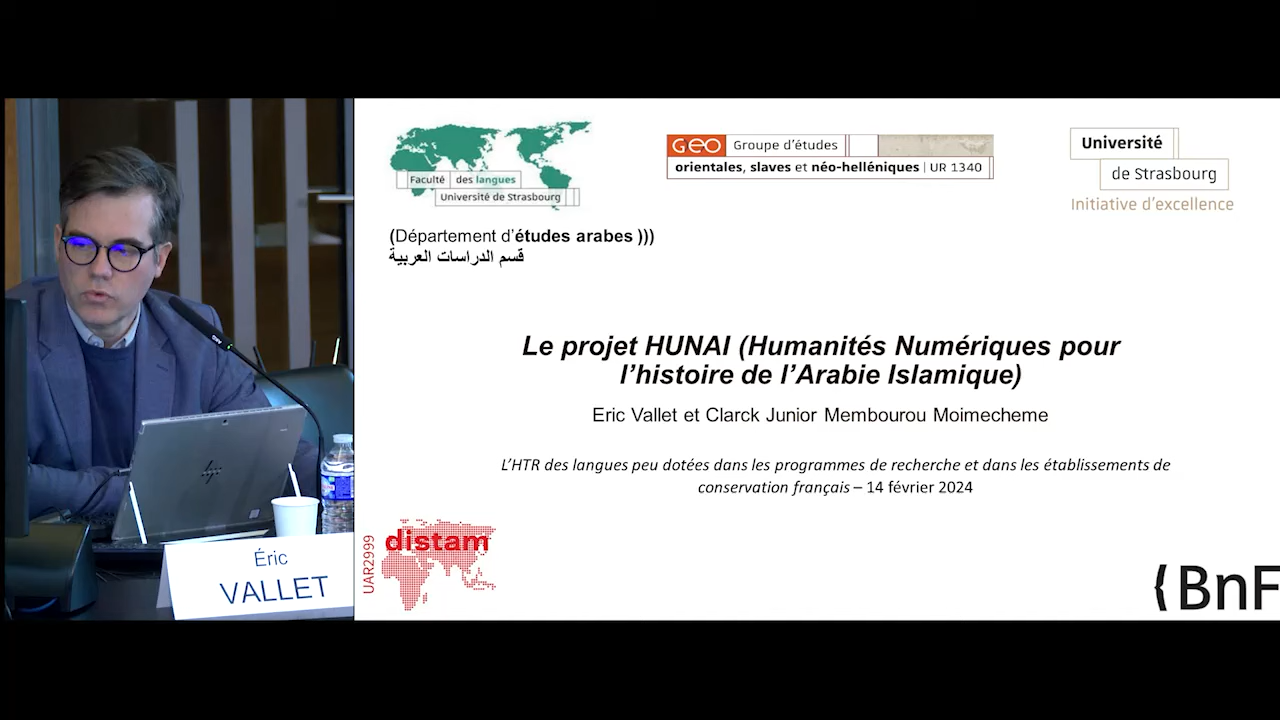 Faculté des langues
Université de Strasbourg
(Département d'études arabes )))
قسم الدراسات العربية
GEO Groupe d'études
orientales, slaves et néo-helléniques | UR 1340
Université
de Strasbourg
Initiative d'excellence
Le projet HUNAI (Humanités Numériques pour
l'histoire de l'Arabie Islamique)
Eric Vallet et Clarck Junior Membourou Moimecheme
L'HTR des langues peu dotées dans les programmes de recherche et dans les établissements de
conservation français – 14 février 2024
UAR2999
distam
{BnF
Éric
VALLET
hp